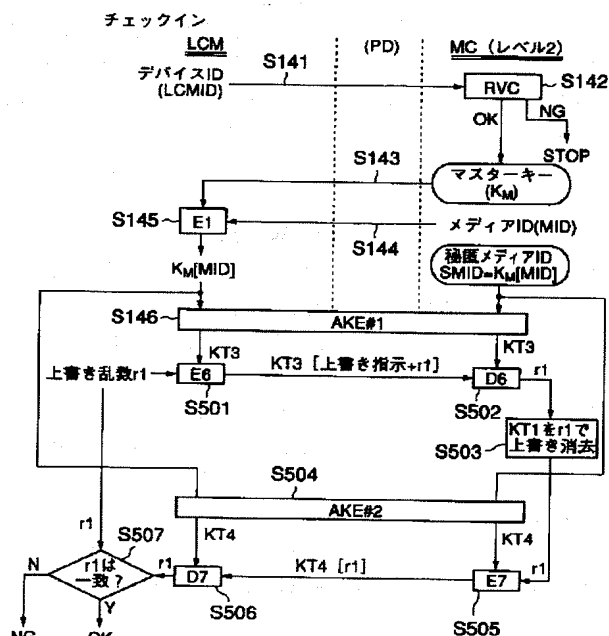 チェックイン
LCM
(PD)
MC（レベル2）
デバイスID
(LCMID)
S141
RVC
S142
OK
NG
STOP
S143
マスターキー
(KM)
S145
E1
S144
メディアID(MID)
KM[MID]
秘匿メディアID
SMID=KM[MID]
S146
AKE#1
KT3
KT3
上書き乱数r1
E6
KT3［上書き指示+r1］
D6
r1
S501
S502
S503
KT1をr1で
上書き消去
S504
AKE#2
r1
S507
KT4
KT4
N
r1は
一致？
r1
D7
KT4［r1］
E7
r1
Y
S506
S505
NG
OK